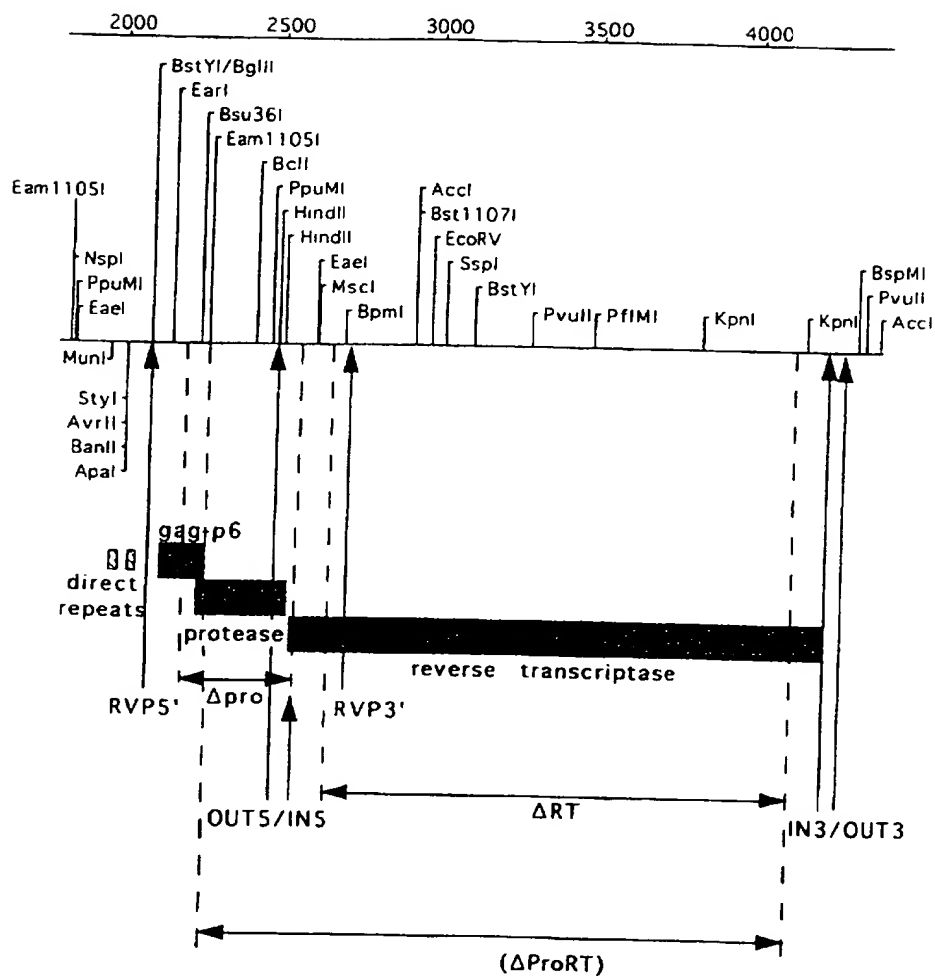 2000 2500 3000 3500 4000
BstYI/BglII
EarI
Bsu36I
Eam1105I
BclI
Eam1105I
PpuMI
AccI
HindII
Bst1107I
HindII
EcoRV
NspI
EaeI
SspI
BspMI
PpuMI
MscI
BstYI
PvuII
EaeI
BpmI
PvuII
PflMI
KpnI
KpnI
AccI
MunI
StyI
AvrII
BanII
ApaI
gag-p6
direct
repeats
protease
reverse transcriptase
RVP5'
Δpro
RVP3'
OUT5/IN5
ΔRT
IN3/OUT3
(ΔProRT)